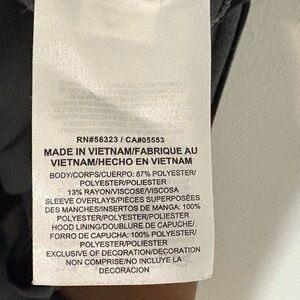 RN#56323 / CA#05553
MADE IN VIETNAM/FABRIQUE AU
VIETNAM/HECHO EN VIETNAM
BODY/CORPS/CUERPO: 87% POLYESTER/
POLYESTER/POLIESTER
13% RAYON/VISCOSE/VISCOSA
SLEEVE OVERLAYS/PIÈCES SUPERPOSÉES
DES MANCHES/INSERTOS DE MANGA: 100%
POLYESTER/POLYESTER/POLIESTER
HOOD LINING/DOUBLURE DE CAPUCHE/
FORRO DE CAPUCHA: 100% POLYESTER/
POLYESTER/POLIESTER
EXCLUSIVE OF DECORATION/DÉCORATION
NON COMPRISE/NO INCLUYE LA
DECORACIÓN